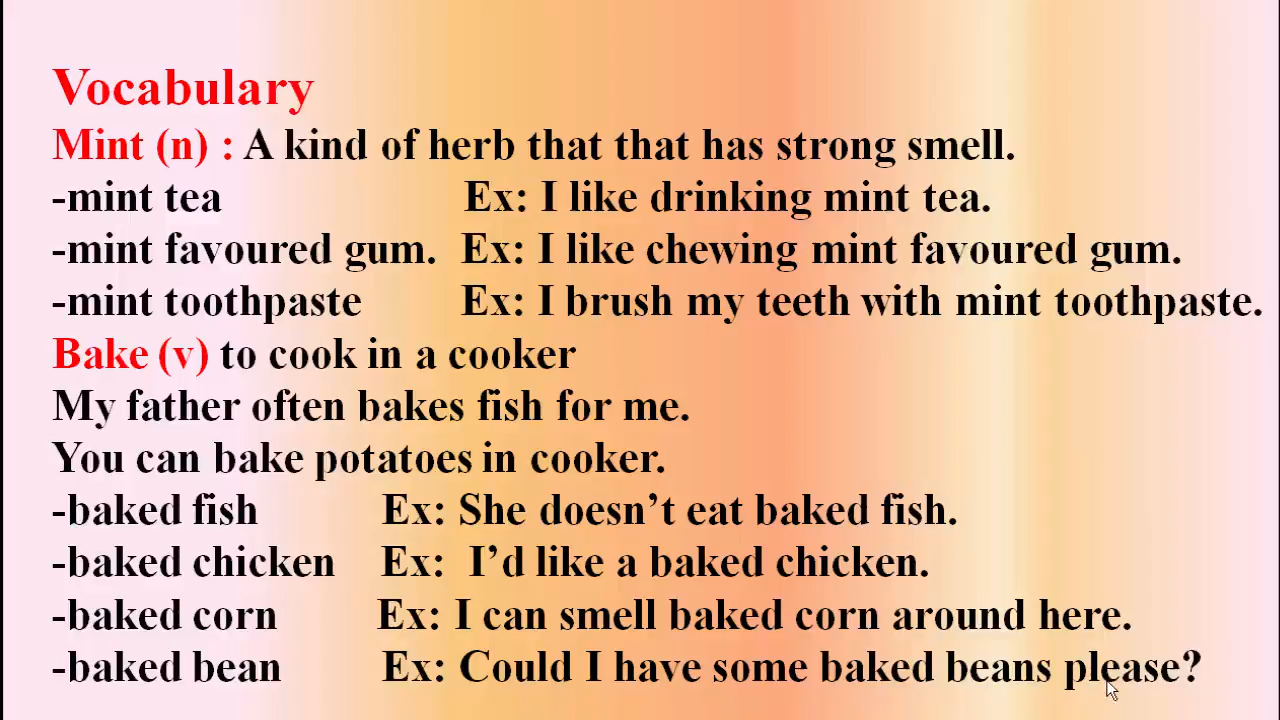 Vocabulary
Mint (n) : A kind of herb that that has strong smell.
-mint tea Ex: I like drinking mint tea.
-mint favoured gum. Ex: I like chewing mint favoured gum.
-mint toothpaste Ex: I brush my teeth with mint toothpaste.
Bake (v) to cook in a cooker
My father often bakes fish for me.
You can bake potatoes in cooker.
-baked fish Ex: She doesn’t eat baked fish.
-baked chicken Ex: I’d like a baked chicken.
-baked corn Ex: I can smell baked corn around here.
-baked bean Ex: Could I have some baked beans please?